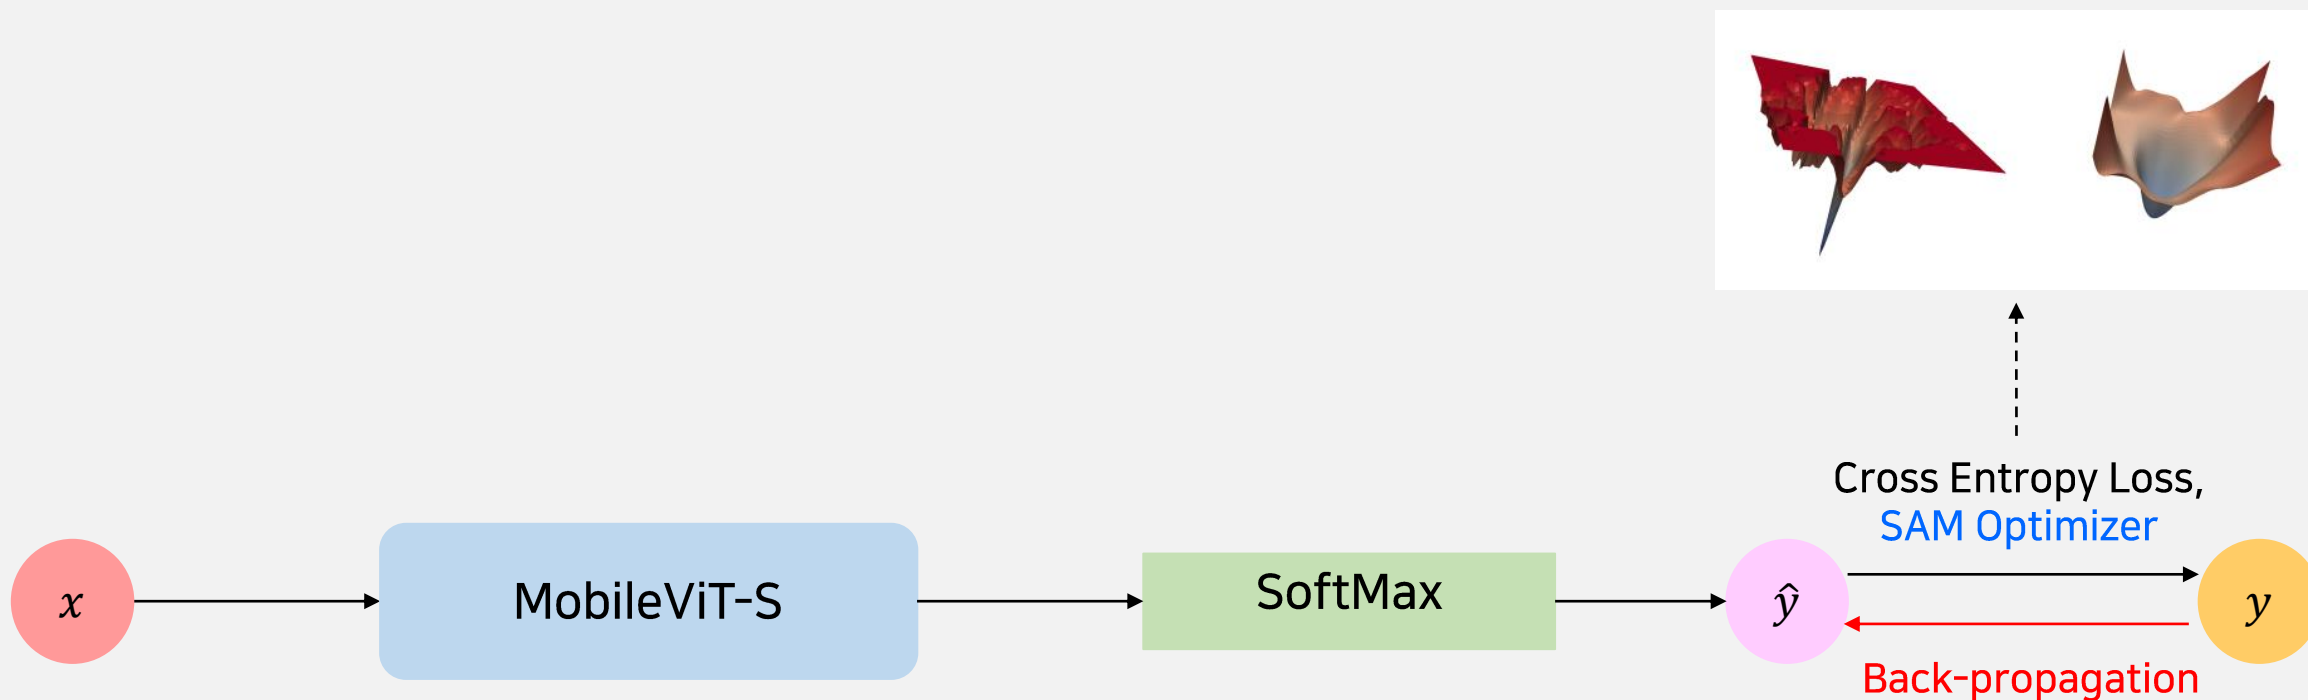 Cross Entropy Loss,
SAM Optimizer
x
MobileViT-S
SoftMax
ŷ
y
Back-propagation